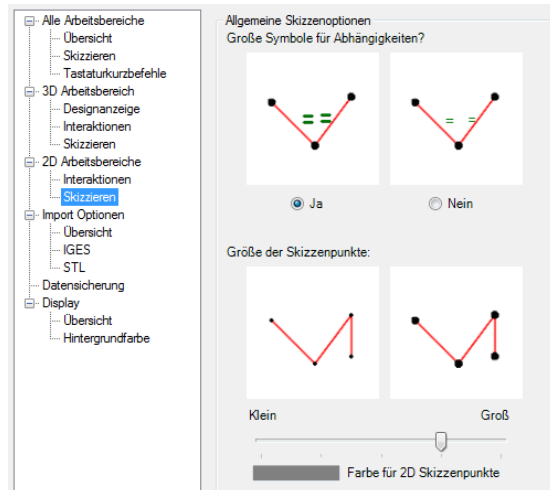 Alle Arbeitsbereiche
Übersicht
Skizzieren
Tastaturkurzbefehle
3D Arbeitsbereich
Designanzeige
Interaktionen
Skizzieren
2D Arbeitsbereiche
Interaktionen
Skizzieren
Import Optionen
Übersicht
IGES
STL
Datensicherung
Display
Übersicht
Hintergrundfarbe
Allgemeine Skizzenoptionen
Große Symbole für Abhängigkeiten?
Ja
Nein
Größe der Skizzenpunkte:
Klein
Groß
Farbe für 2D Skizzenpunkte